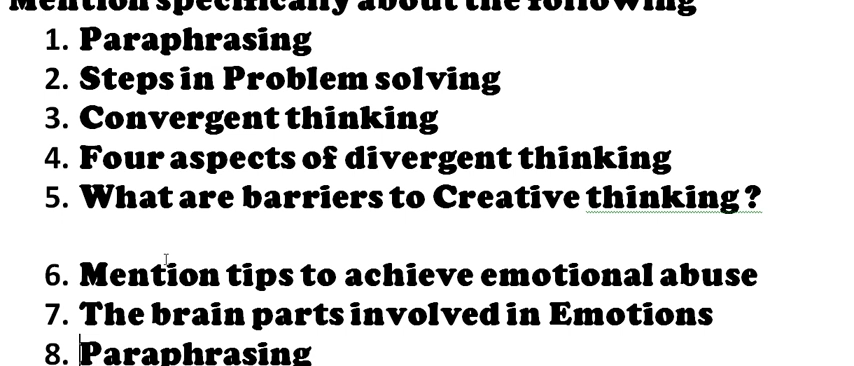 Mention specifically about the following
1. Paraphrasing
2. Steps in Problem solving
3. Convergent thinking
4. Four aspects of divergent thinking
5. What are barriers to Creative thinking?
6. Mention tips to achieve emotional abuse
7. The brain parts involved in Emotions
8. Paraphrasing